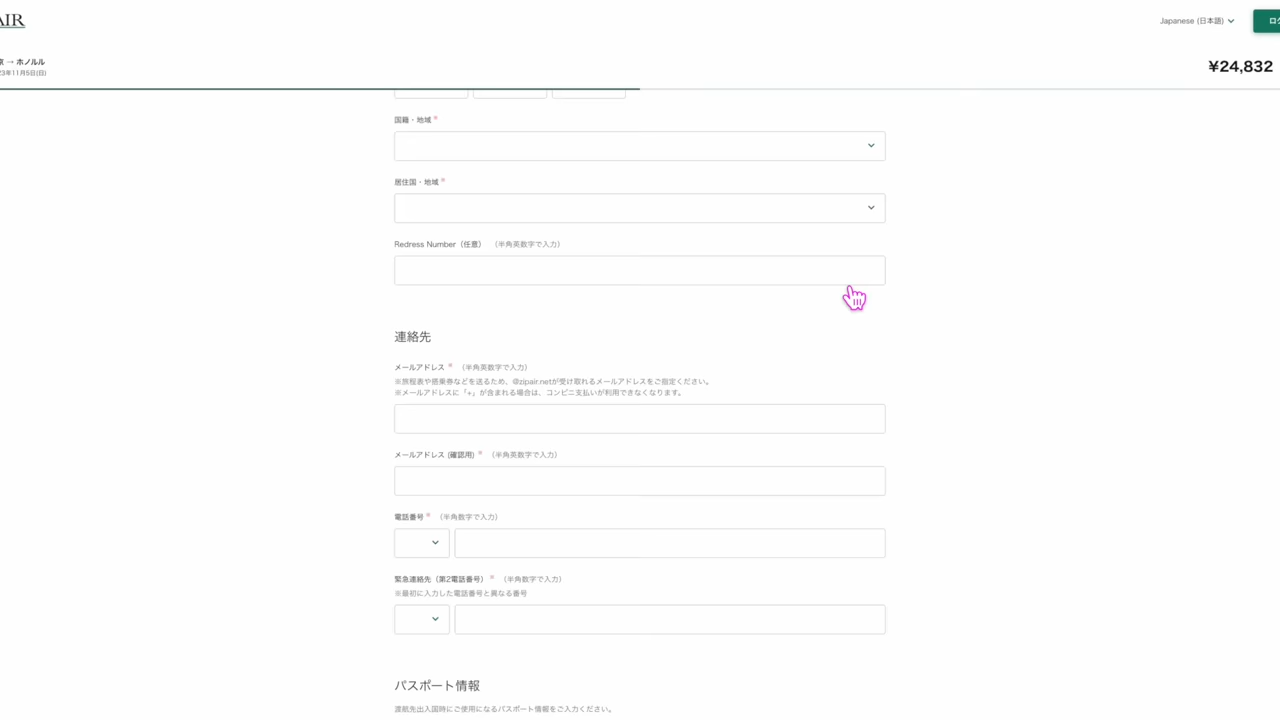 AIR
Japanese (日本語)
ログ
京 → ホノルル
23年11月5日(日)
¥24,832
国籍・地域 *
居住国・地域 *
Redress Number（任意） （半角英数字で入力）
連絡先
メールアドレス * （半角英数字で入力）
※旅程表や搭乗券などを送るため、@zipair.netが受け取れるメールアドレスをご指定ください。
※メールアドレスに「+」が含まれる場合は、コンビニ支払いが利用できなくなります。
メールアドレス (確認用) * （半角英数字で入力）
電話番号 * （半角数字で入力）
緊急連絡先（第2電話番号） * （半角数字で入力）
※最初に入力した電話番号と異なる番号
パスポート情報
渡航先出入国時にご使用になるパスポート情報をご入力ください。